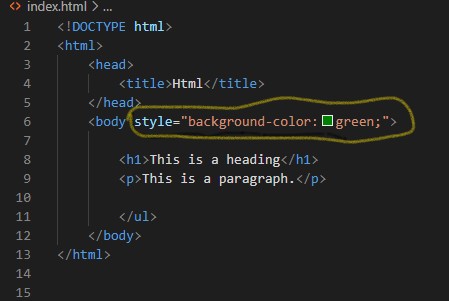 index.html > ...
1 <!DOCTYPE html>
2 <html>
3 <head>
4 <title>Html</title>
5 </head>
6 <body style="background-color:green;">
7
8 <h1>This is a heading</h1>
9 <p>This is a paragraph.</p>
10
11 </ul>
12 </body>
13 </html>
14
15